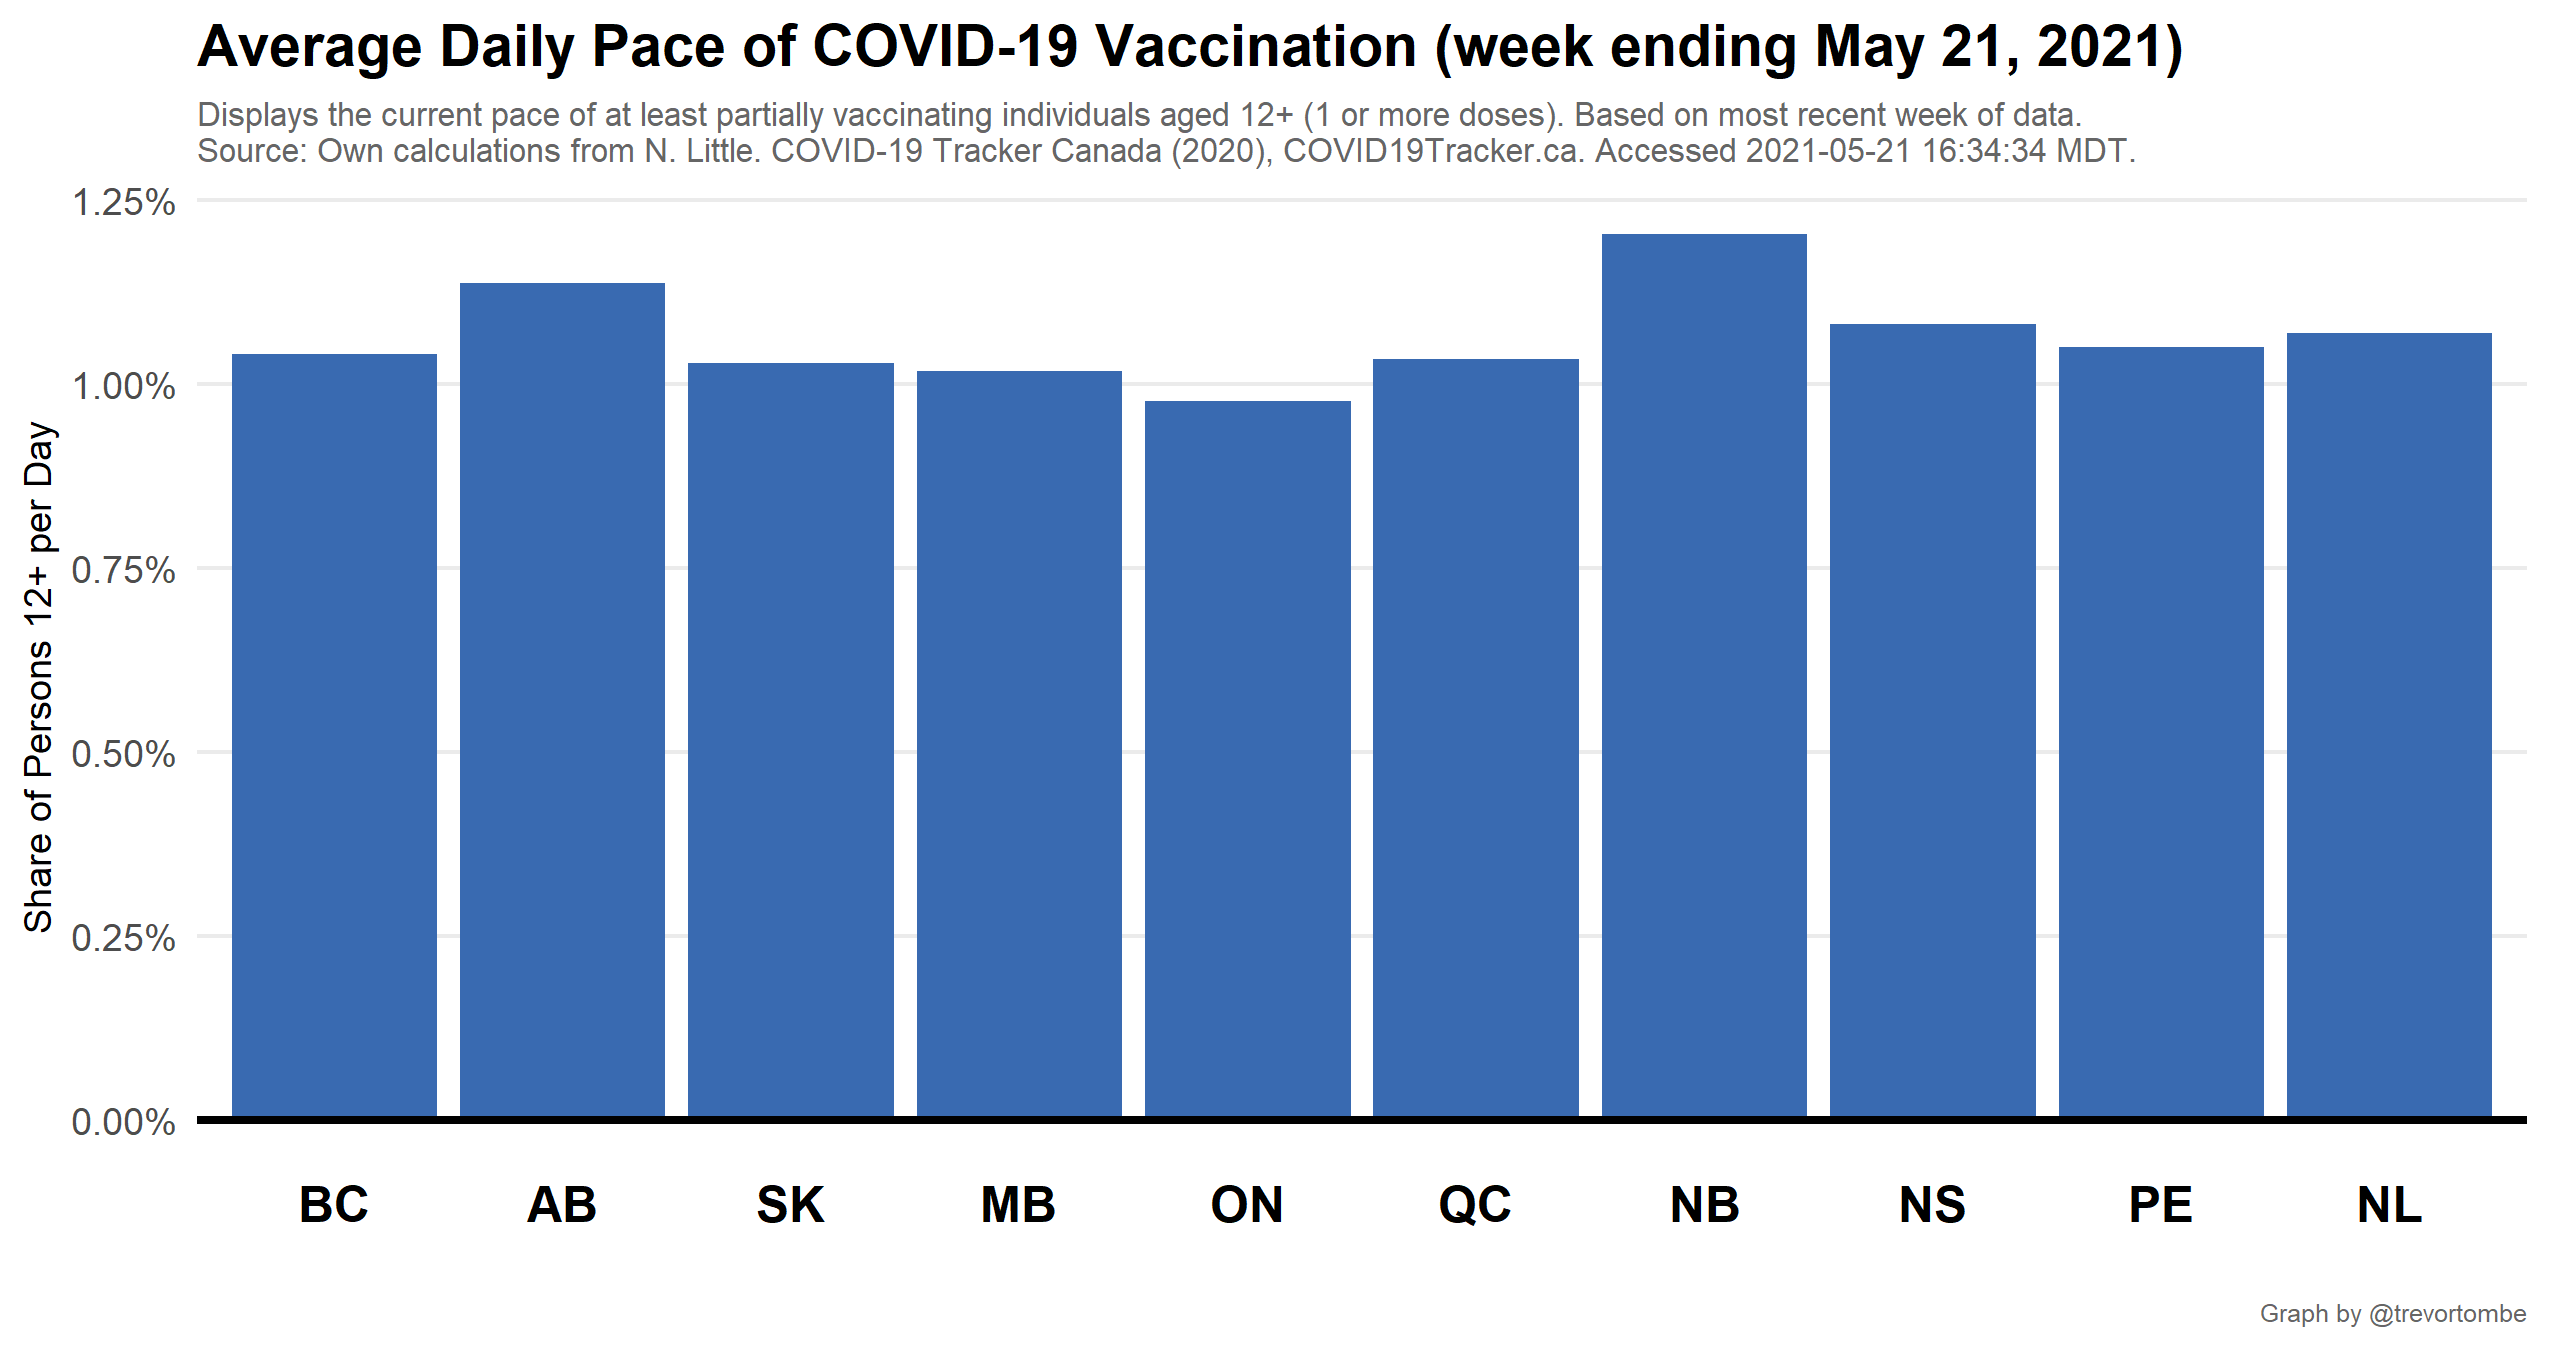 Average Daily Pace of COVID-19 Vaccination (week ending May 21, 2021)
Displays the current pace of at least partially vaccinating individuals aged 12+ (1 or more doses). Based on most recent week of data.
Source: Own calculations from N. Little. COVID-19 Tracker Canada (2020), COVID19Tracker.ca. Accessed 2021-05-21 16:34:34 MDT.
Share of Persons 12+ per Day
1.25%
1.00%
0.75%
0.50%
0.25%
0.00%
BC AB SK MB ON QC NB NS PE NL
Graph by @trevortombe